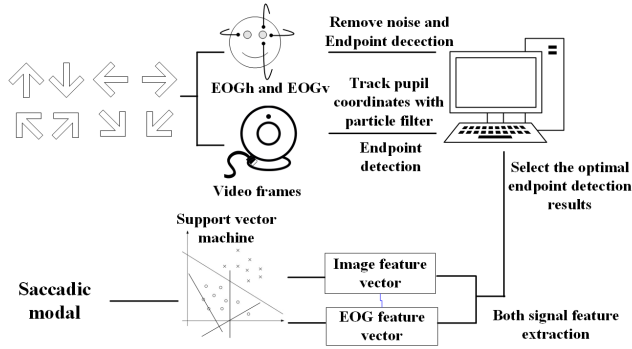 Remove noise and
Endpoint decection
EOGh and EOGv
Track pupil
coordinates with
particle filter
Endpoint
detection
Video frames
Select the optimal
endpoint detection
results
Support vector
machine
Image feature
vector
Saccadic
modal
EOG feature
vector
Both signal feature
extraction